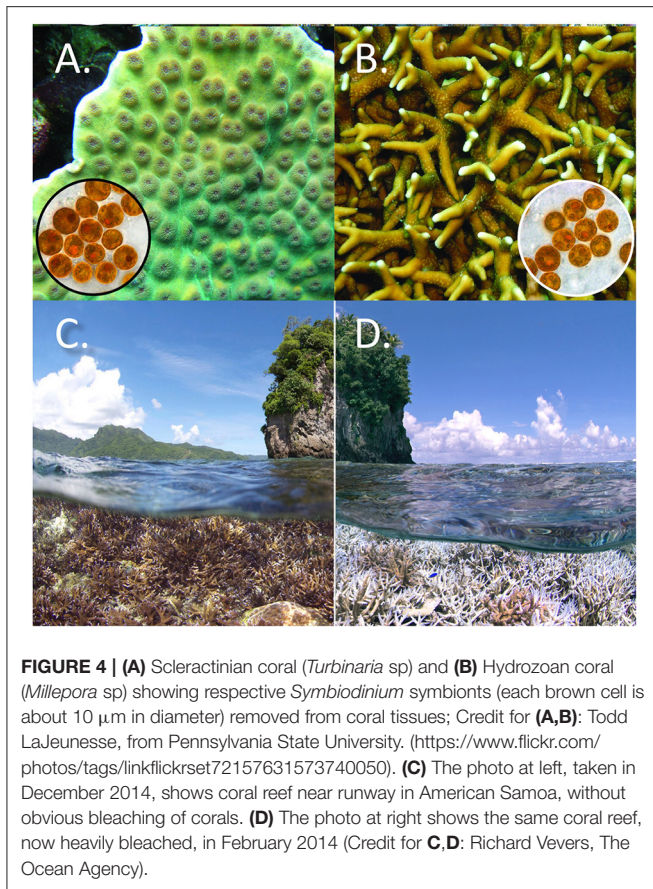 A.
B.
C.
D.
FIGURE 4 | (A) Scleractinian coral (Turbinaria sp) and (B) Hydrozoan coral
(Millepora sp) showing respective Symbiodinium symbionts (each brown cell is
about 10 μm in diameter) removed from coral tissues; Credit for (A,B): Todd
LaJeunesse, from Pennsylvania State University. (https://www.flickr.com/
photos/tags/linkflickrset72157631573740050). (C) The photo at left, taken in
December 2014, shows coral reef near runway in American Samoa, without
obvious bleaching of corals. (D) The photo at right shows the same coral reef,
now heavily bleached, in February 2014 (Credit for C,D: Richard Vevers, The
Ocean Agency).